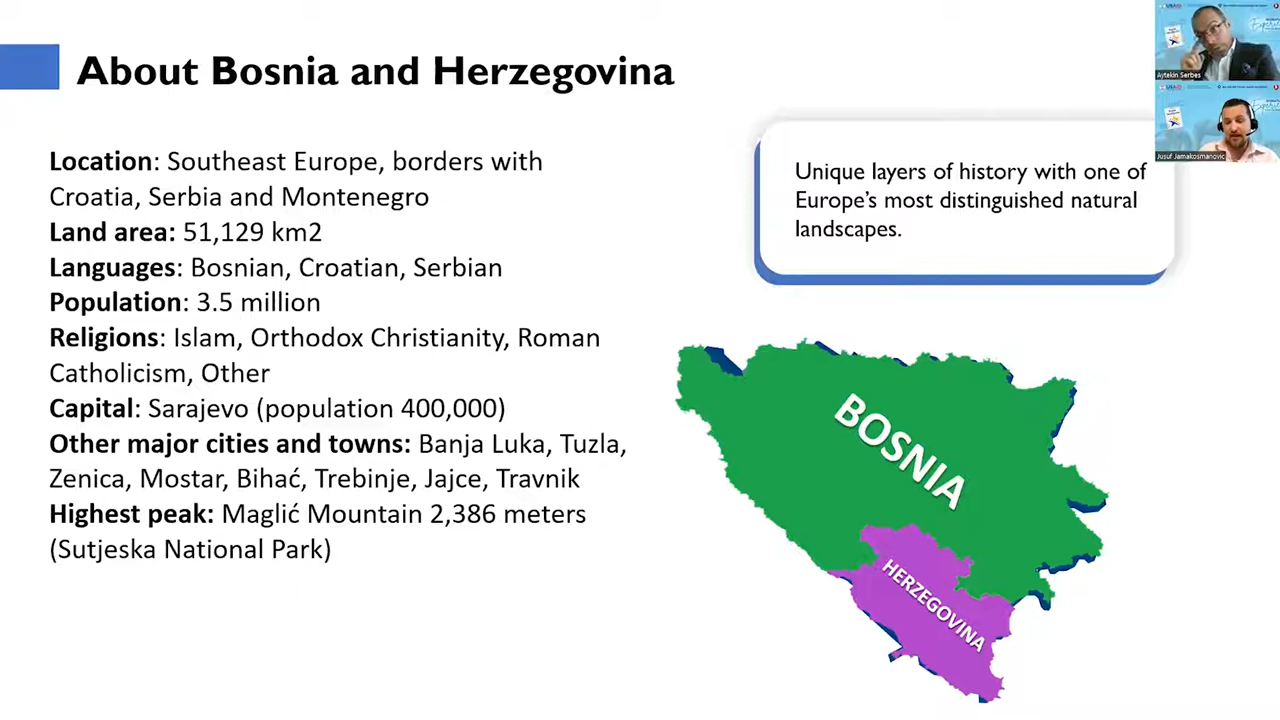 About Bosnia and Herzegovina
Location: Southeast Europe, borders with
Croatia, Serbia and Montenegro
Land area: 51,129 km2
Languages: Bosnian, Croatian, Serbian
Population: 3.5 million
Religions: Islam, Orthodox Christianity, Roman
Catholicism, Other
Capital: Sarajevo (population 400,000)
Other major cities and towns: Banja Luka, Tuzla,
Zenica, Mostar, Bihać, Trebinje, Jajce, Travnik
Highest peak: Maglić Mountain 2,386 meters
(Sutjeska National Park)
Unique layers of history with one of
Europe's most distinguished natural
landscapes.
BOSNIA
HERZEGOVINA
USAID
Aytekin Serbes
USAID
Jusuf Jamakosmanovic